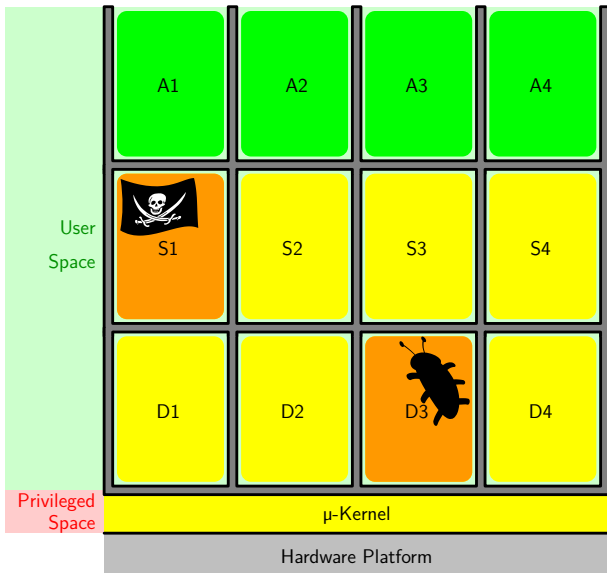 A1 A2 A3 A4
User
Space
S1 S2 S3 S4
D1 D2 D3 D4
Privileged
Space
µ-Kernel
Hardware Platform